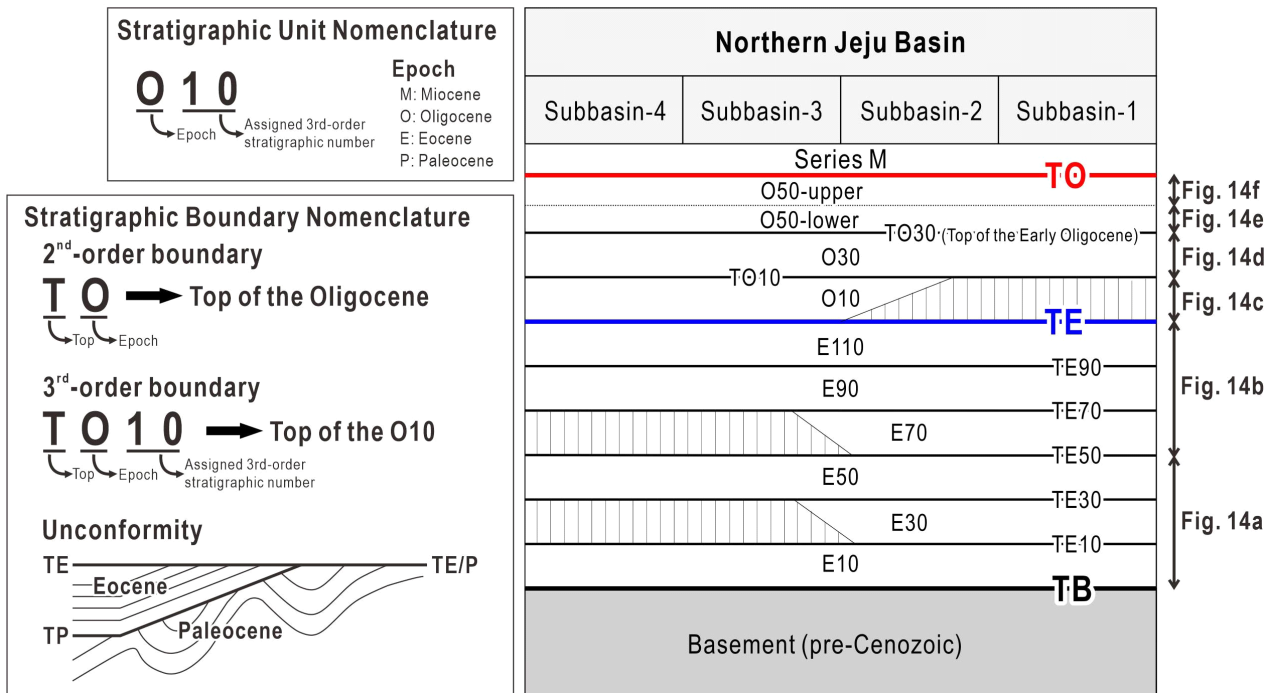 Stratigraphic Unit Nomenclature
O 10
Epoch
Assigned 3rd-order
stratigraphic number
Epoch
M: Miocene
O: Oligocene
E: Eocene
P: Paleocene
Stratigraphic Boundary Nomenclature
2nd-order boundary
T O Top of the Oligocene
Top Epoch
3rd-order boundary
T O 1 0 Top of the O10
Top Epoch Assigned 3rd-order
stratigraphic number
Unconformity
TE TE/P
Eocene
TP Paleocene
Northern Jeju Basin
Subbasin-4 Subbasin-3 Subbasin-2 Subbasin-1
Series M
TO
O50-upper Fig. 14f
O50-lower Fig. 14e
TO30 (Top of the Early Oligocene)
O30 Fig. 14d
TO10
O10 Fig. 14c
TE
E110
TE90
E90 Fig. 14b
TE70
E70
TE50
E50
TE30
E30 Fig. 14a
TE10
E10
TB
Basement (pre-Cenozoic)